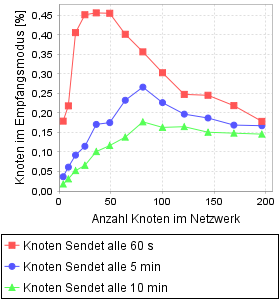 Knoten im Empfangsmodus [%]
0,45
0,40
0,35
0,30
0,25
0,20
0,15
0,10
0,05
0,00
0 50 100 150 200
Anzahl Knoten im Netzwerk
Knoten Sendet alle 60 s
Knoten Sendet alle 5 min
Knoten Sendet alle 10 min